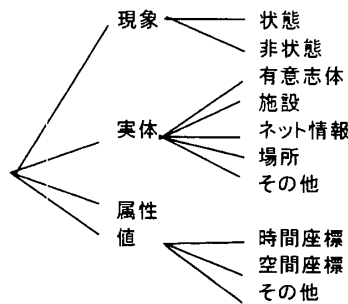 現象
状態
非状態
実体
有意志体
施設
ネット情報
場所
その他
属性
値
時間座標
空間座標
その他